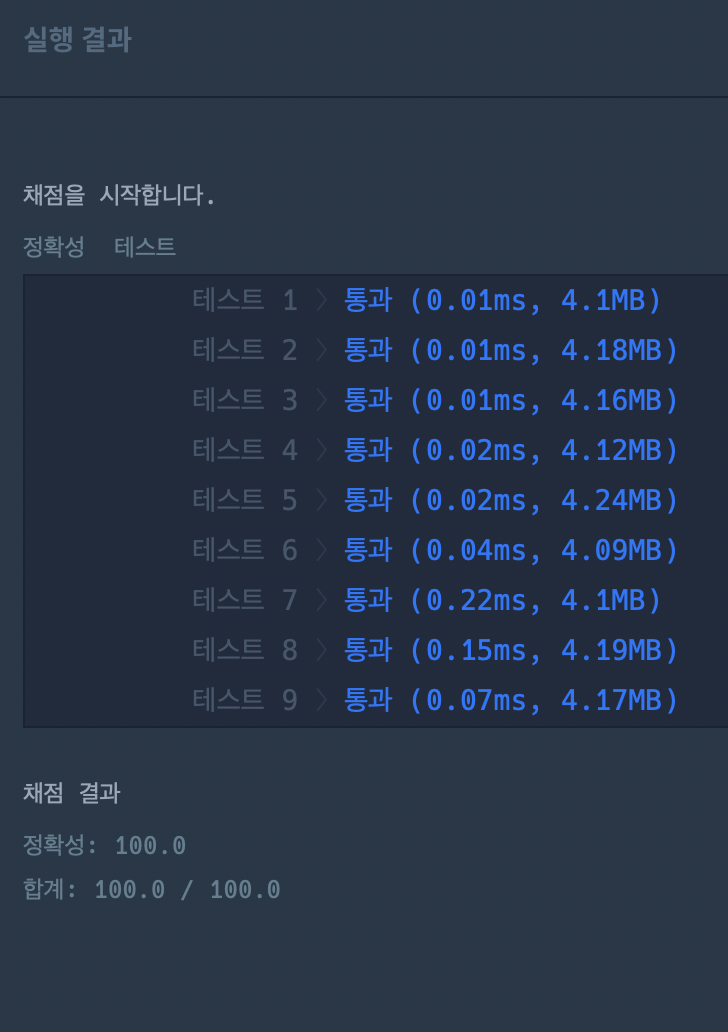 실행 결과
채점을 시작합니다.
정확성 테스트
테스트 1 〉 통과 (0.01ms, 4.1MB)
테스트 2 〉 통과 (0.01ms, 4.18MB)
테스트 3 〉 통과 (0.01ms, 4.16MB)
테스트 4 〉 통과 (0.02ms, 4.12MB)
테스트 5 〉 통과 (0.02ms, 4.24MB)
테스트 6 〉 통과 (0.04ms, 4.09MB)
테스트 7 〉 통과 (0.22ms, 4.1MB)
테스트 8 〉 통과 (0.15ms, 4.19MB)
테스트 9 〉 통과 (0.07ms, 4.17MB)
채점 결과
정확성: 100.0
합계: 100.0 / 100.0